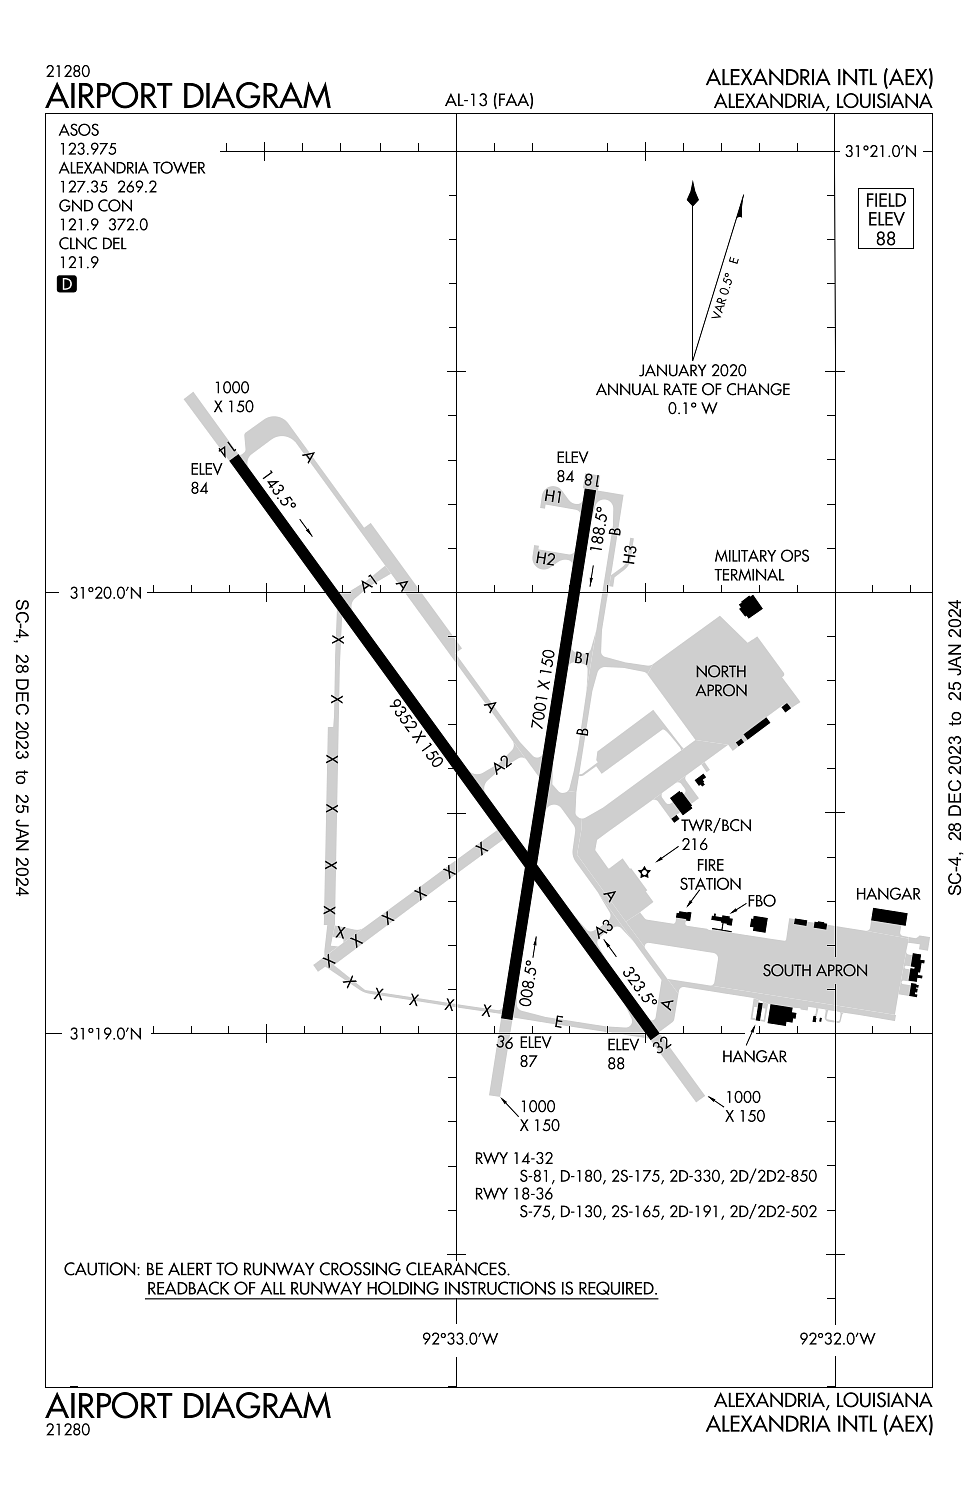 21280
AIRPORT DIAGRAM
AL-13 (FAA)
ALEXANDRIA INTL (AEX)
ALEXANDRIA, LOUISIANA
ASOS
123.975
ALEXANDRIA TOWER
127.35 269.2
GND CON
121.9 372.0
CLNC DEL
121.9
D
31°21.0'N
FIELD
ELEV
88
VAR 0.5° E
JANUARY 2020
ANNUAL RATE OF CHANGE
0.1° W
1000
X 150
14
ELEV
84
143.5°
A
ELEV
84
18
H1
188.5°
B
H2
H3
MILITARY OPS
TERMINAL
31°20.0'N
A1
A
X
NORTH
APRON
B1
7001 X 150
X
9352 X 150
A
B
X
A2
X
TWR/BCN
216
X
X
X
X
X
FIRE
STATION
FBO
HANGAR
A
A3
X
X
X
X
X
X
X
X
X
008.5°
323.5°
A
SOUTH APRON
E
31°19.0'N
36
ELEV
87
ELEV
88
32
HANGAR
1000
X 150
1000
X 150
RWY 14-32
S-81, D-180, 2S-175, 2D-330, 2D/2D2-850
RWY 18-36
S-75, D-130, 2S-165, 2D-191, 2D/2D2-502
CAUTION: BE ALERT TO RUNWAY CROSSING CLEARANCES.
READBACK OF ALL RUNWAY HOLDING INSTRUCTIONS IS REQUIRED.
92°33.0'W
92°32.0'W
AIRPORT DIAGRAM
21280
ALEXANDRIA, LOUISIANA
ALEXANDRIA INTL (AEX)
SC-4, 28 DEC 2023 to 25 JAN 2024
SC-4, 28 DEC 2023 to 25 JAN 2024